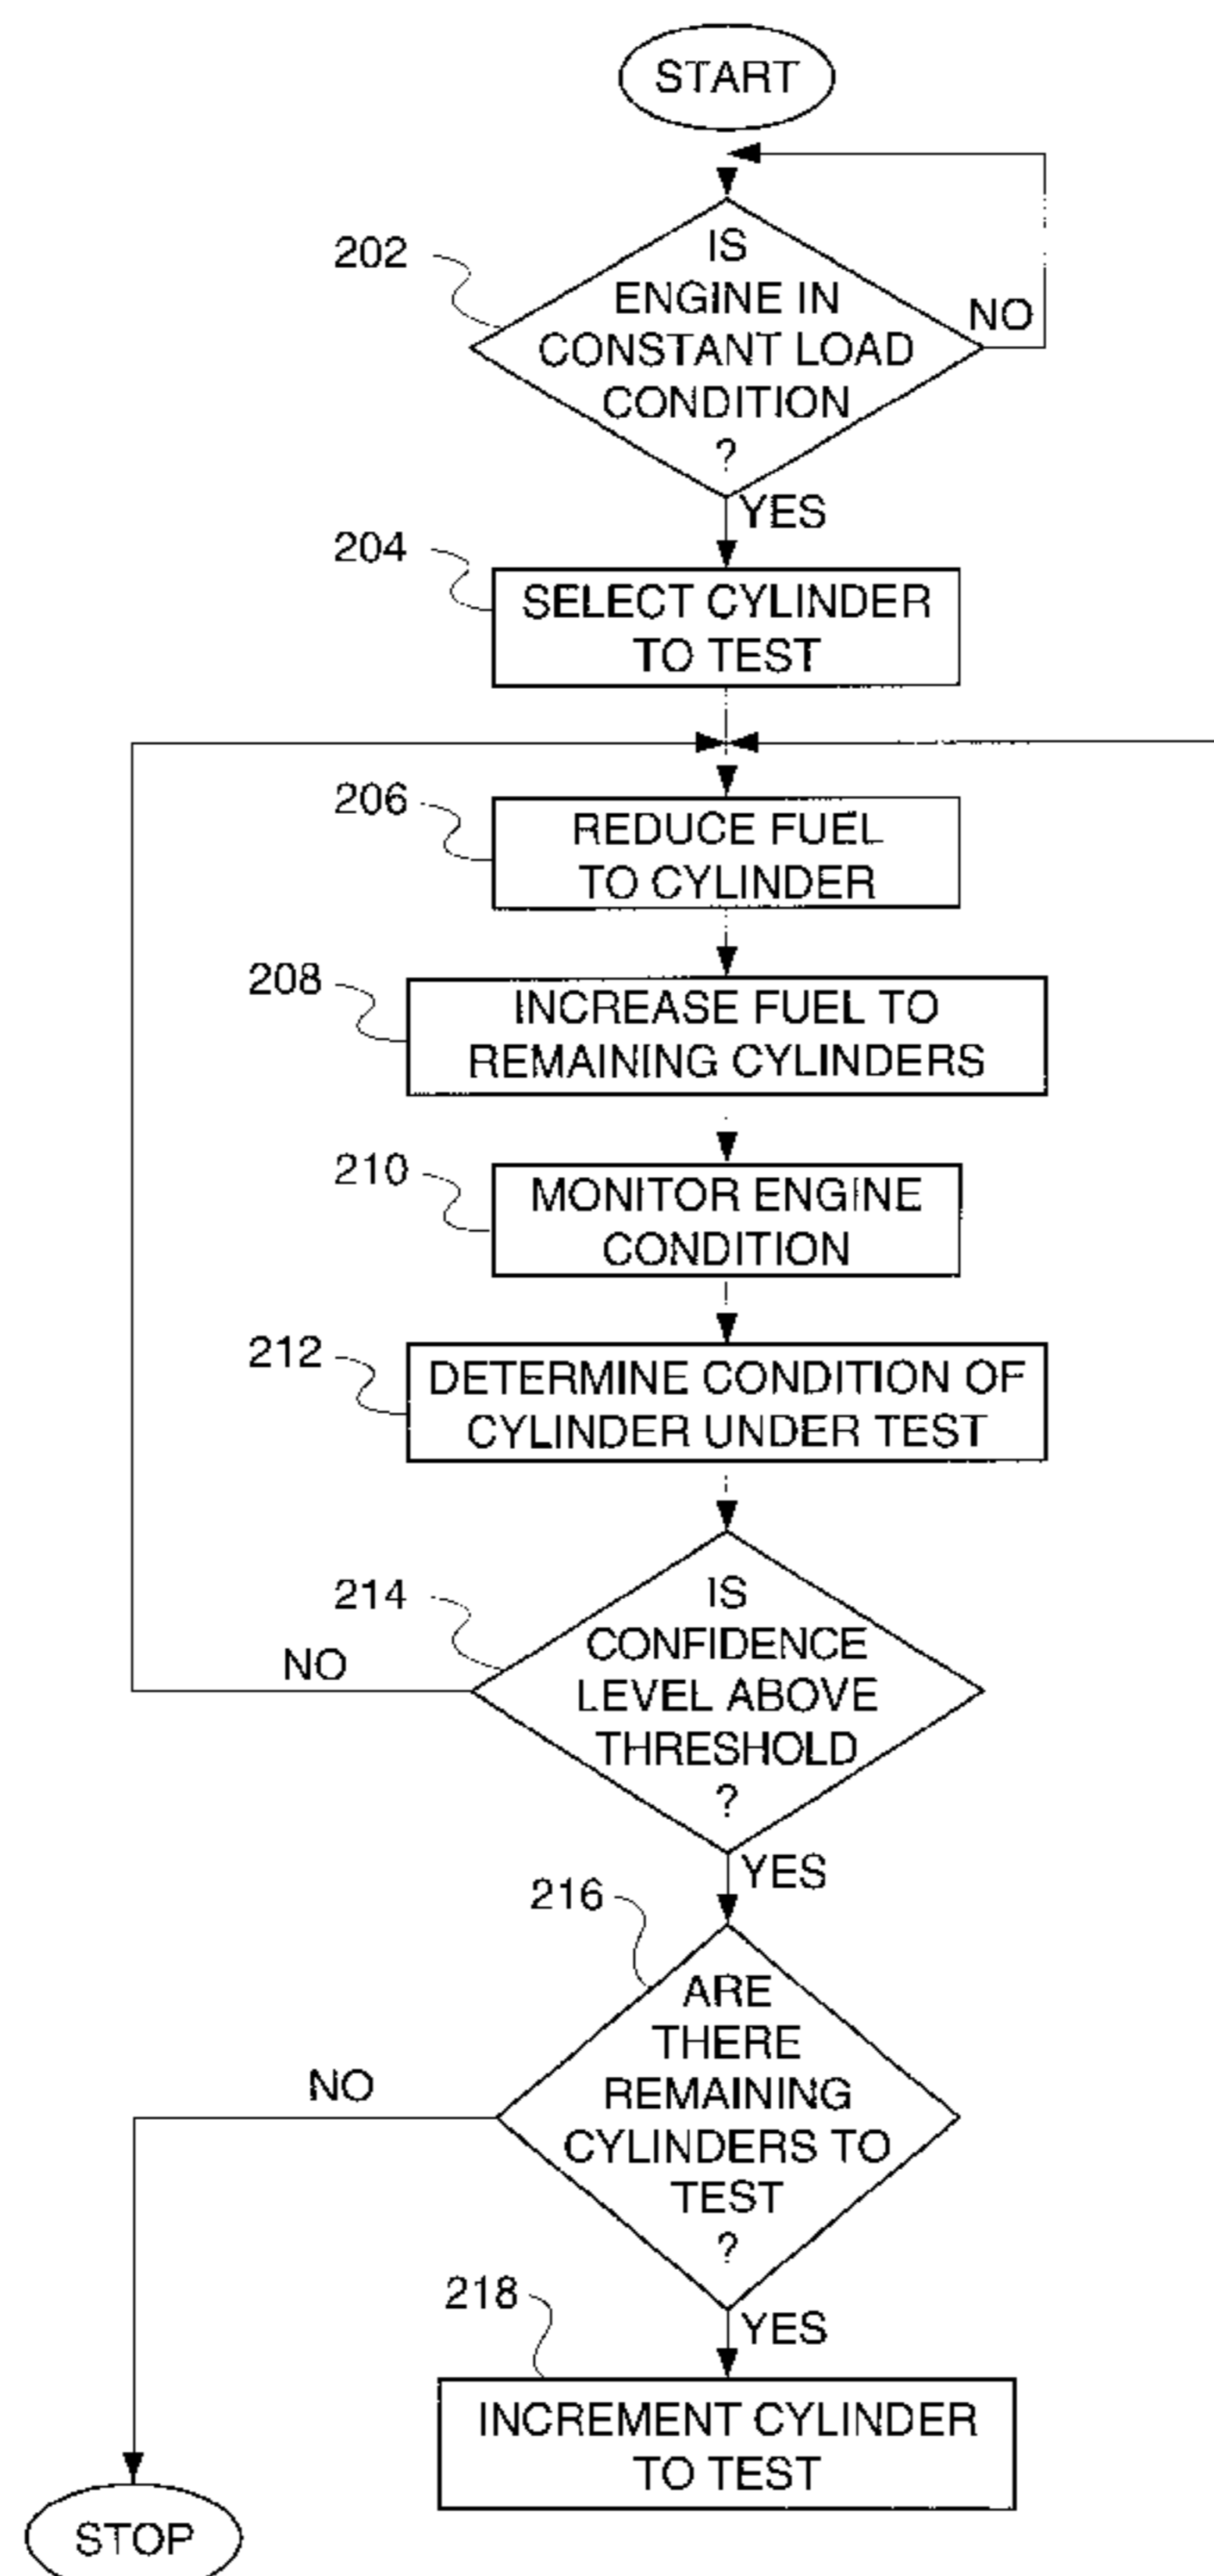 START
202
IS
ENGINE IN
CONSTANT LOAD
CONDITION
?
NO
YES
204
SELECT CYLINDER
TO TEST
206
REDUCE FUEL
TO CYLINDER
208
INCREASE FUEL TO
REMAINING CYLINDERS
210
MONITOR ENGINE
CONDITION
212
DETERMINE CONDITION OF
CYLINDER UNDER TEST
214
IS
CONFIDENCE
LEVEL ABOVE
THRESHOLD
?
NO
YES
216
ARE
THERE
REMAINING
CYLINDERS TO
TEST
?
NO
YES
218
INCREMENT CYLINDER
TO TEST
STOP